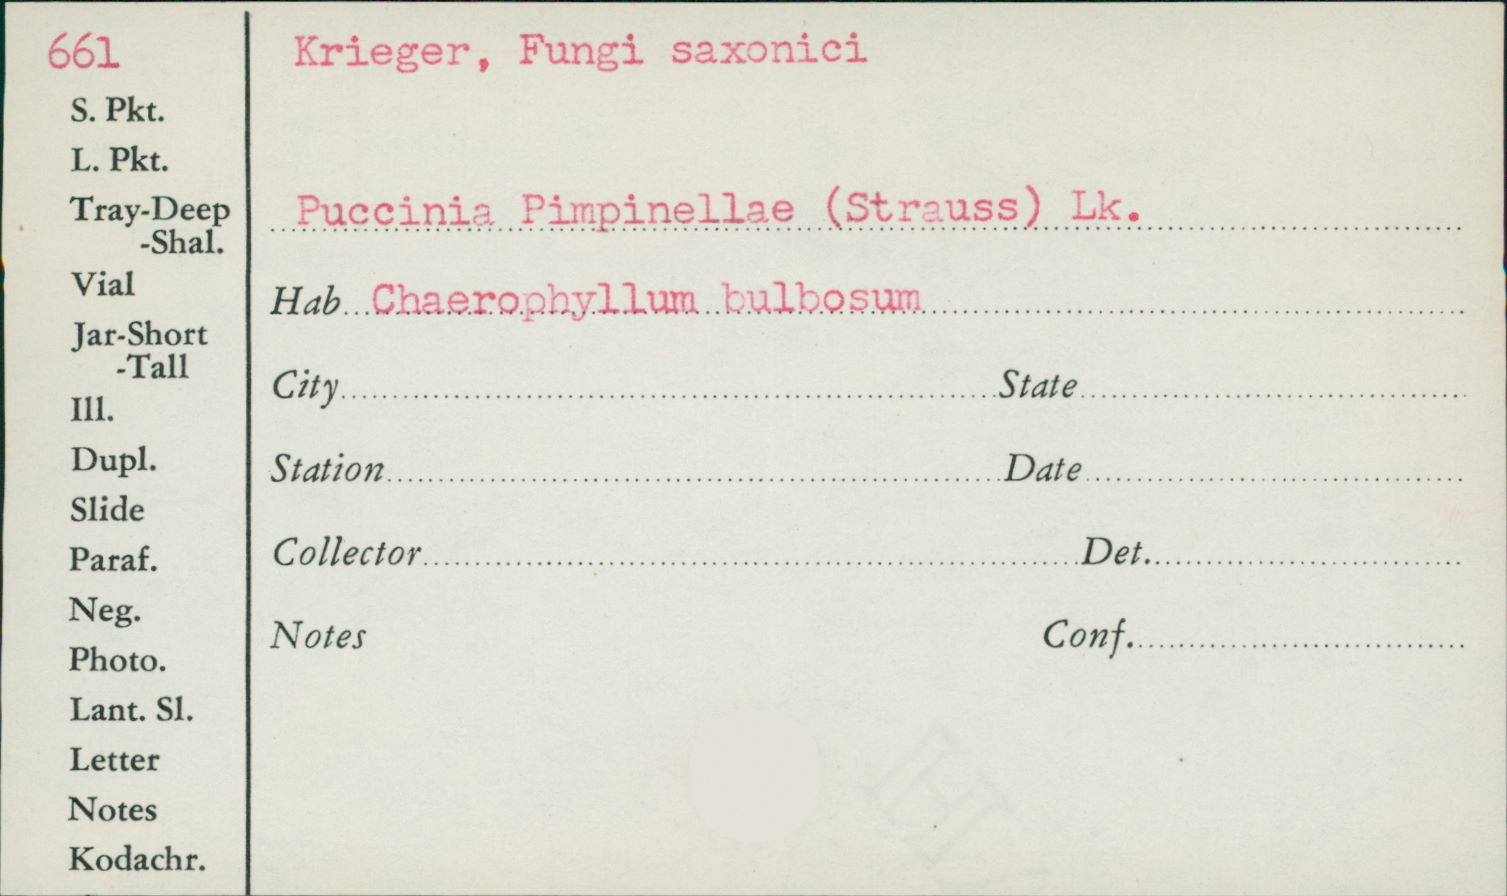 661
S. Pkt.
L. Pkt.
Tray-Deep
-Shal.
Vial
Jar-Short
-Tall
Ill.
Dupl.
Slide
Paraf.
Neg.
Photo.
Lant. Sl.
Letter
Notes
Kodachr.
Krieger, Fungi saxonici
Puccinia Pimpinellae (Strauss) Lk.
Hab Chaerophyllum bulbosum
City State
Station Date
Collector Det.
Notes Conf.